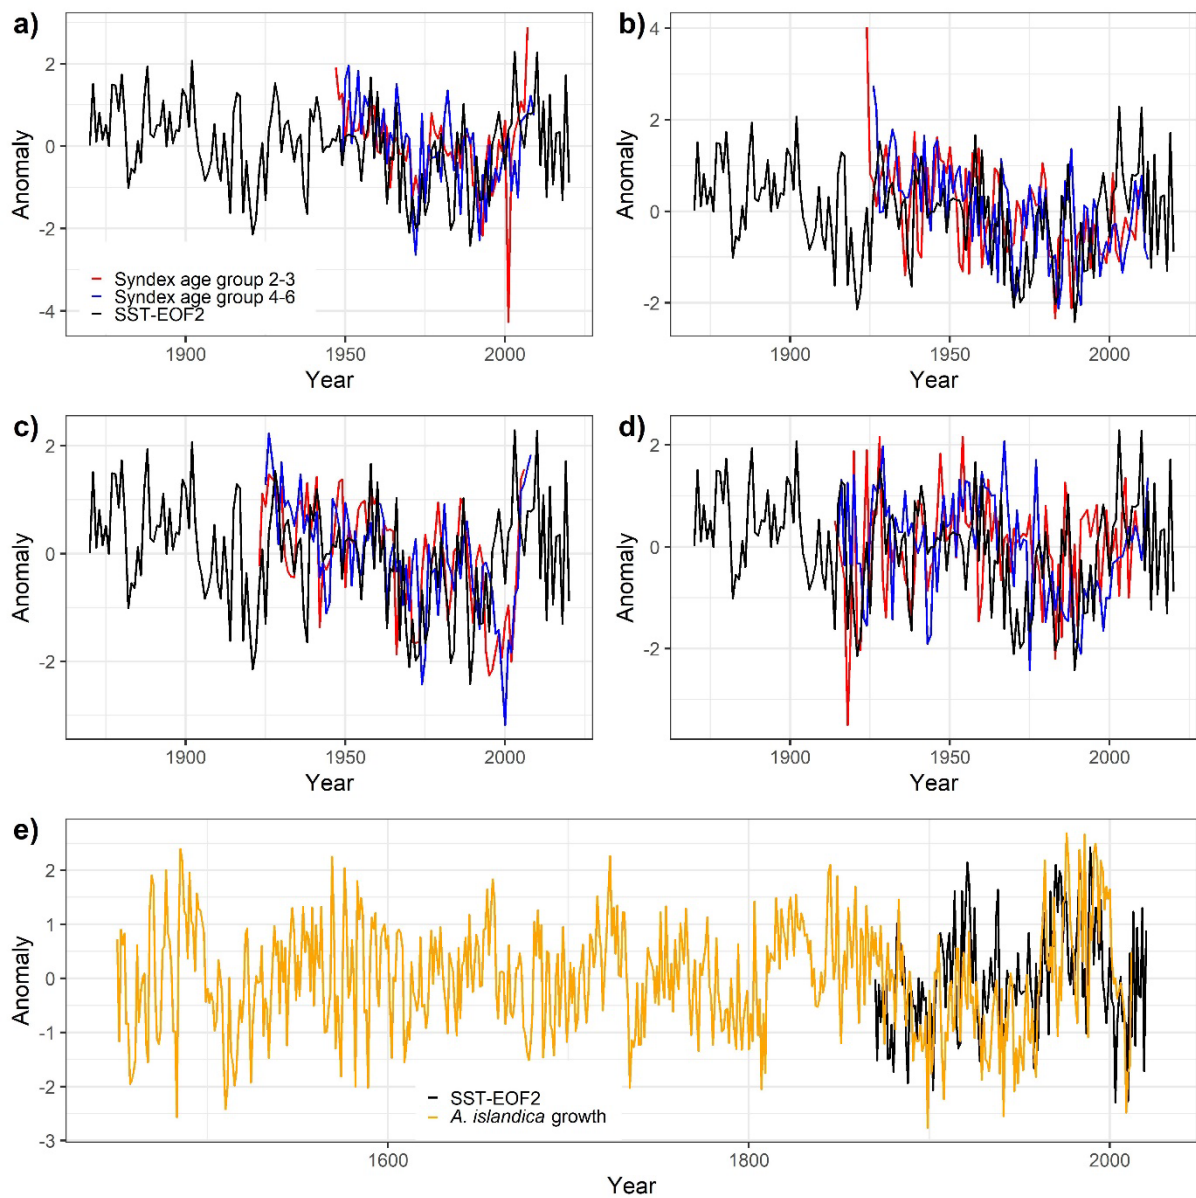 a)
2
0
-2
-4
Anomaly
Syndex age group 2-3
Syndex age group 4-6
SST-EOF2
1900
1950
2000
Year
b)
4
2
0
-2
Anomaly
1900
1950
2000
Year
c)
2
0
-2
Anomaly
1900
1950
2000
Year
d)
2
0
-2
Anomaly
1900
1950
2000
Year
e)
2
1
0
-1
-2
-3
Anomaly
SST-EOF2
A. islandica growth
1600
1800
2000
Year